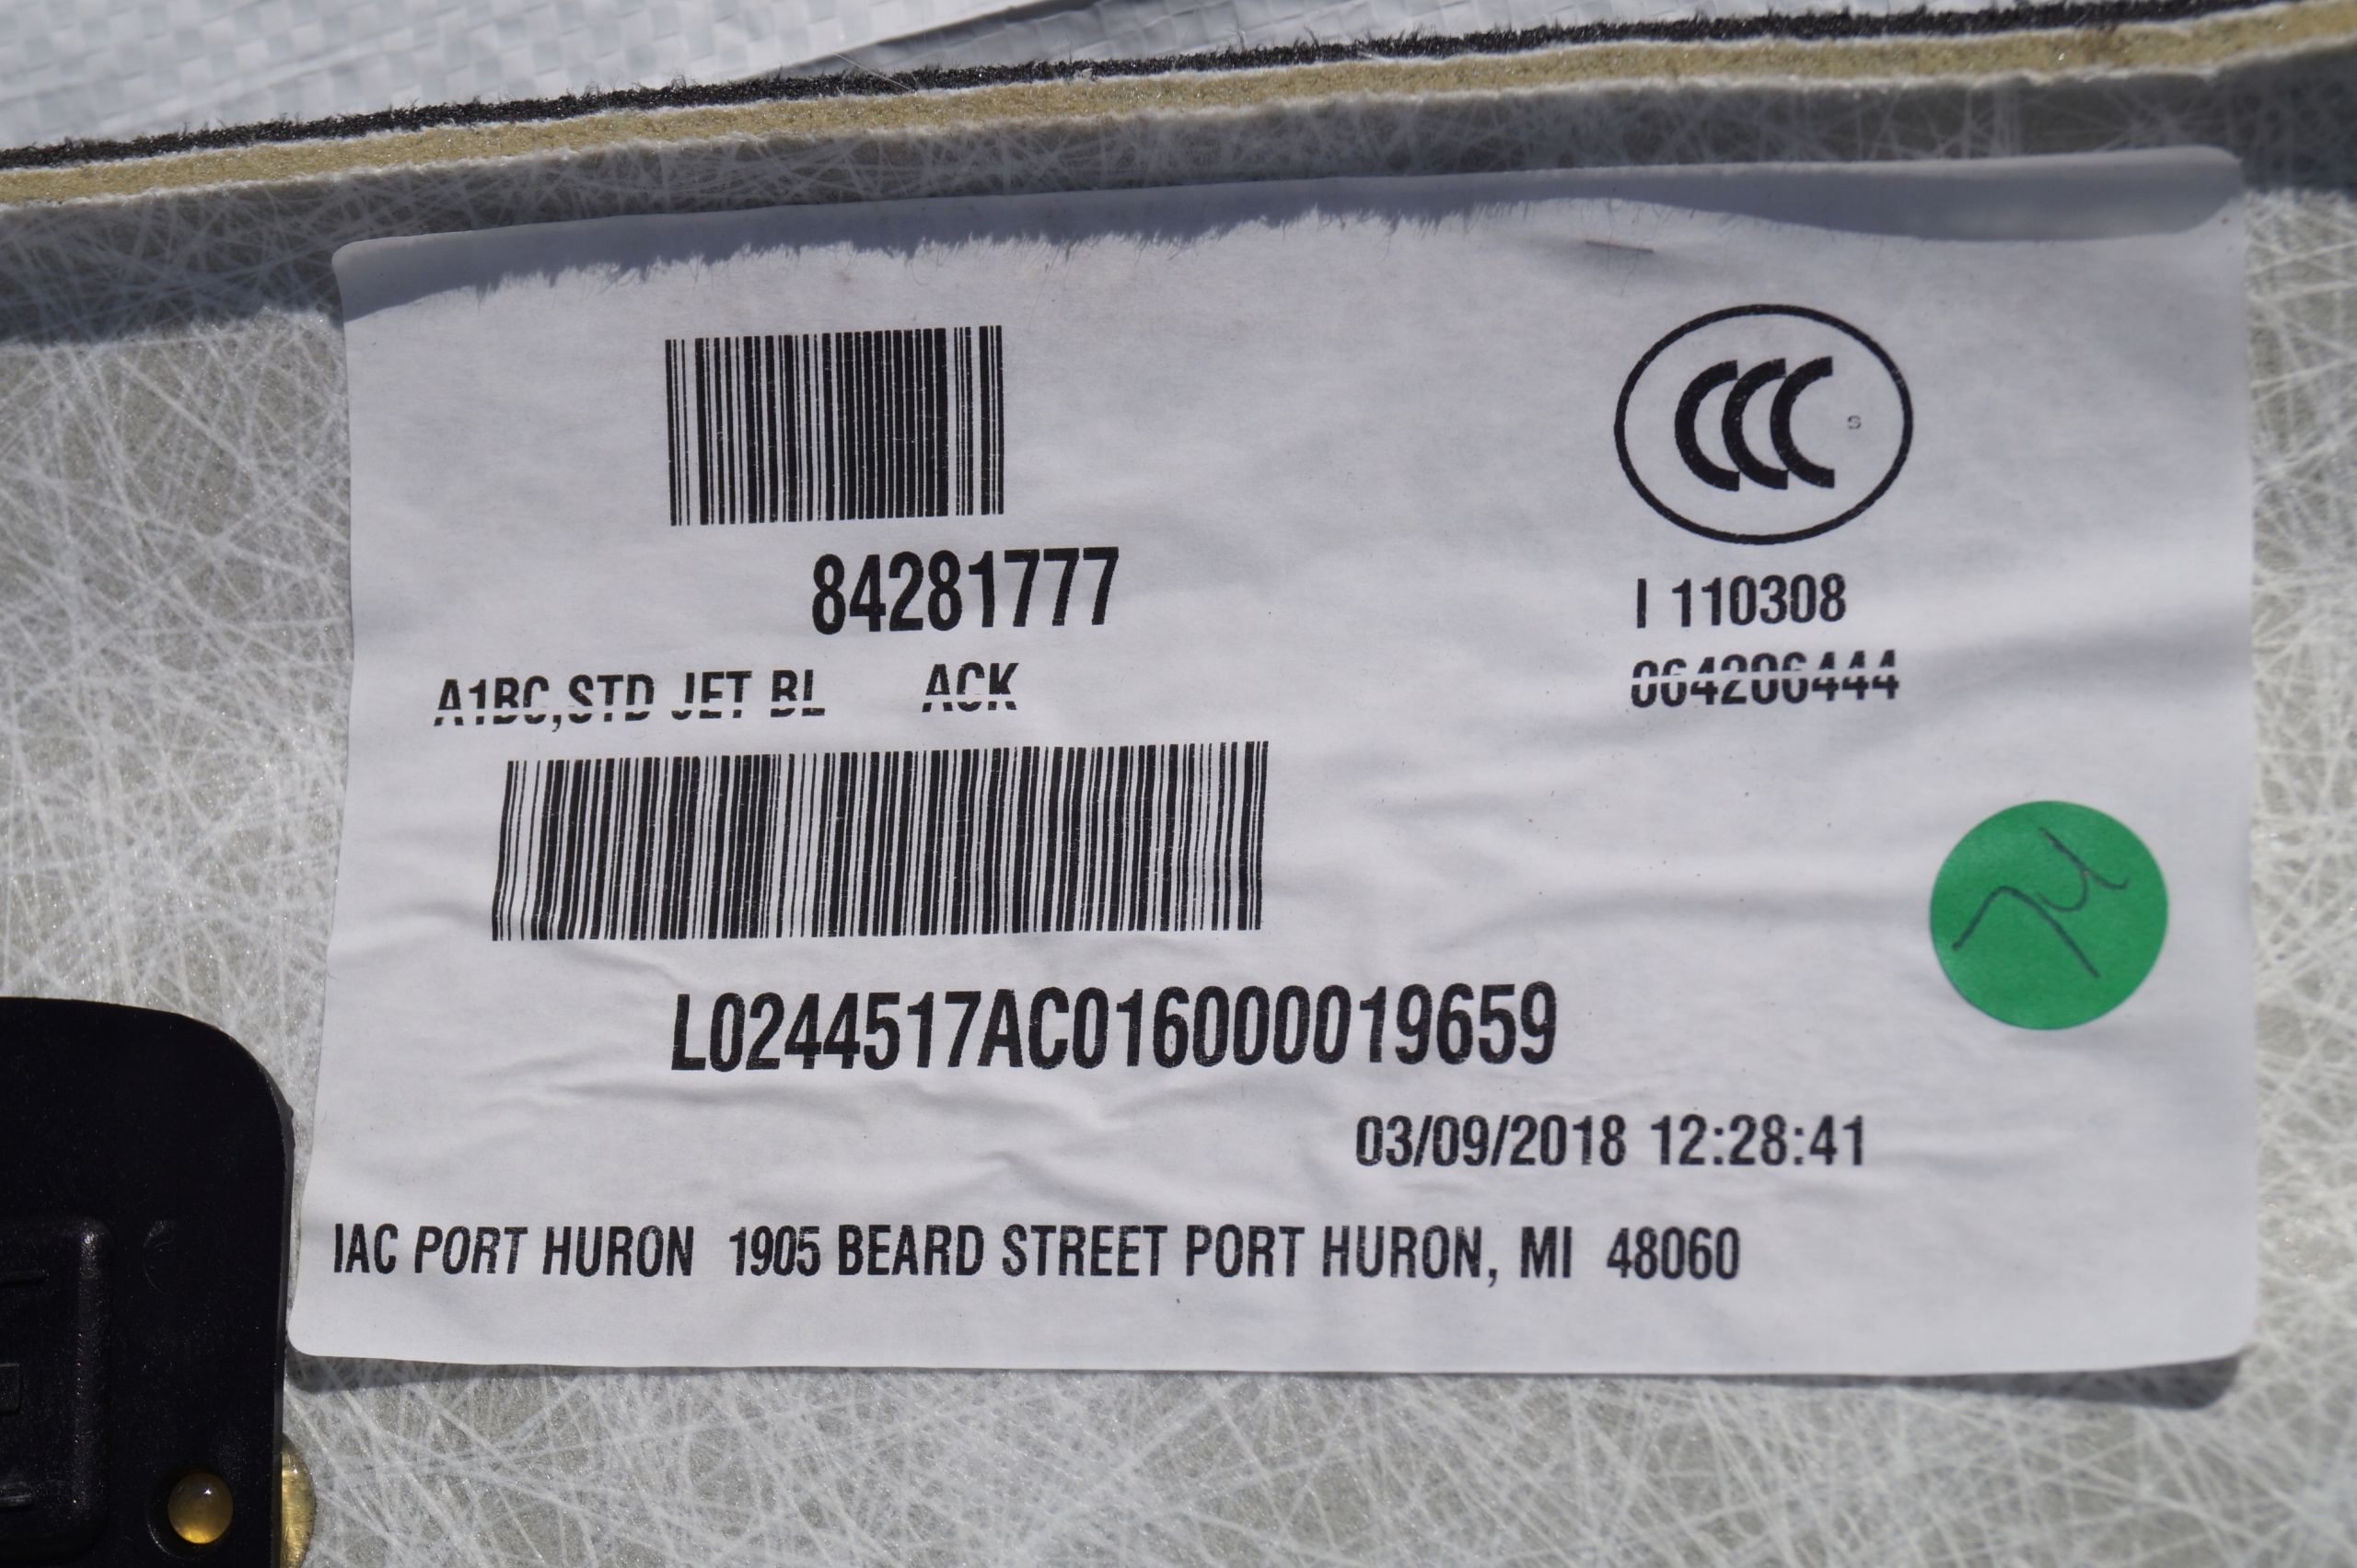 CCC S
84281777
I 110308
A1BC,STD JET BL ACK
064206444
L0244517AC016000019659
03/09/2018 12:28:41
IAC PORT HURON 1905 BEARD STREET PORT HURON, MI 48060